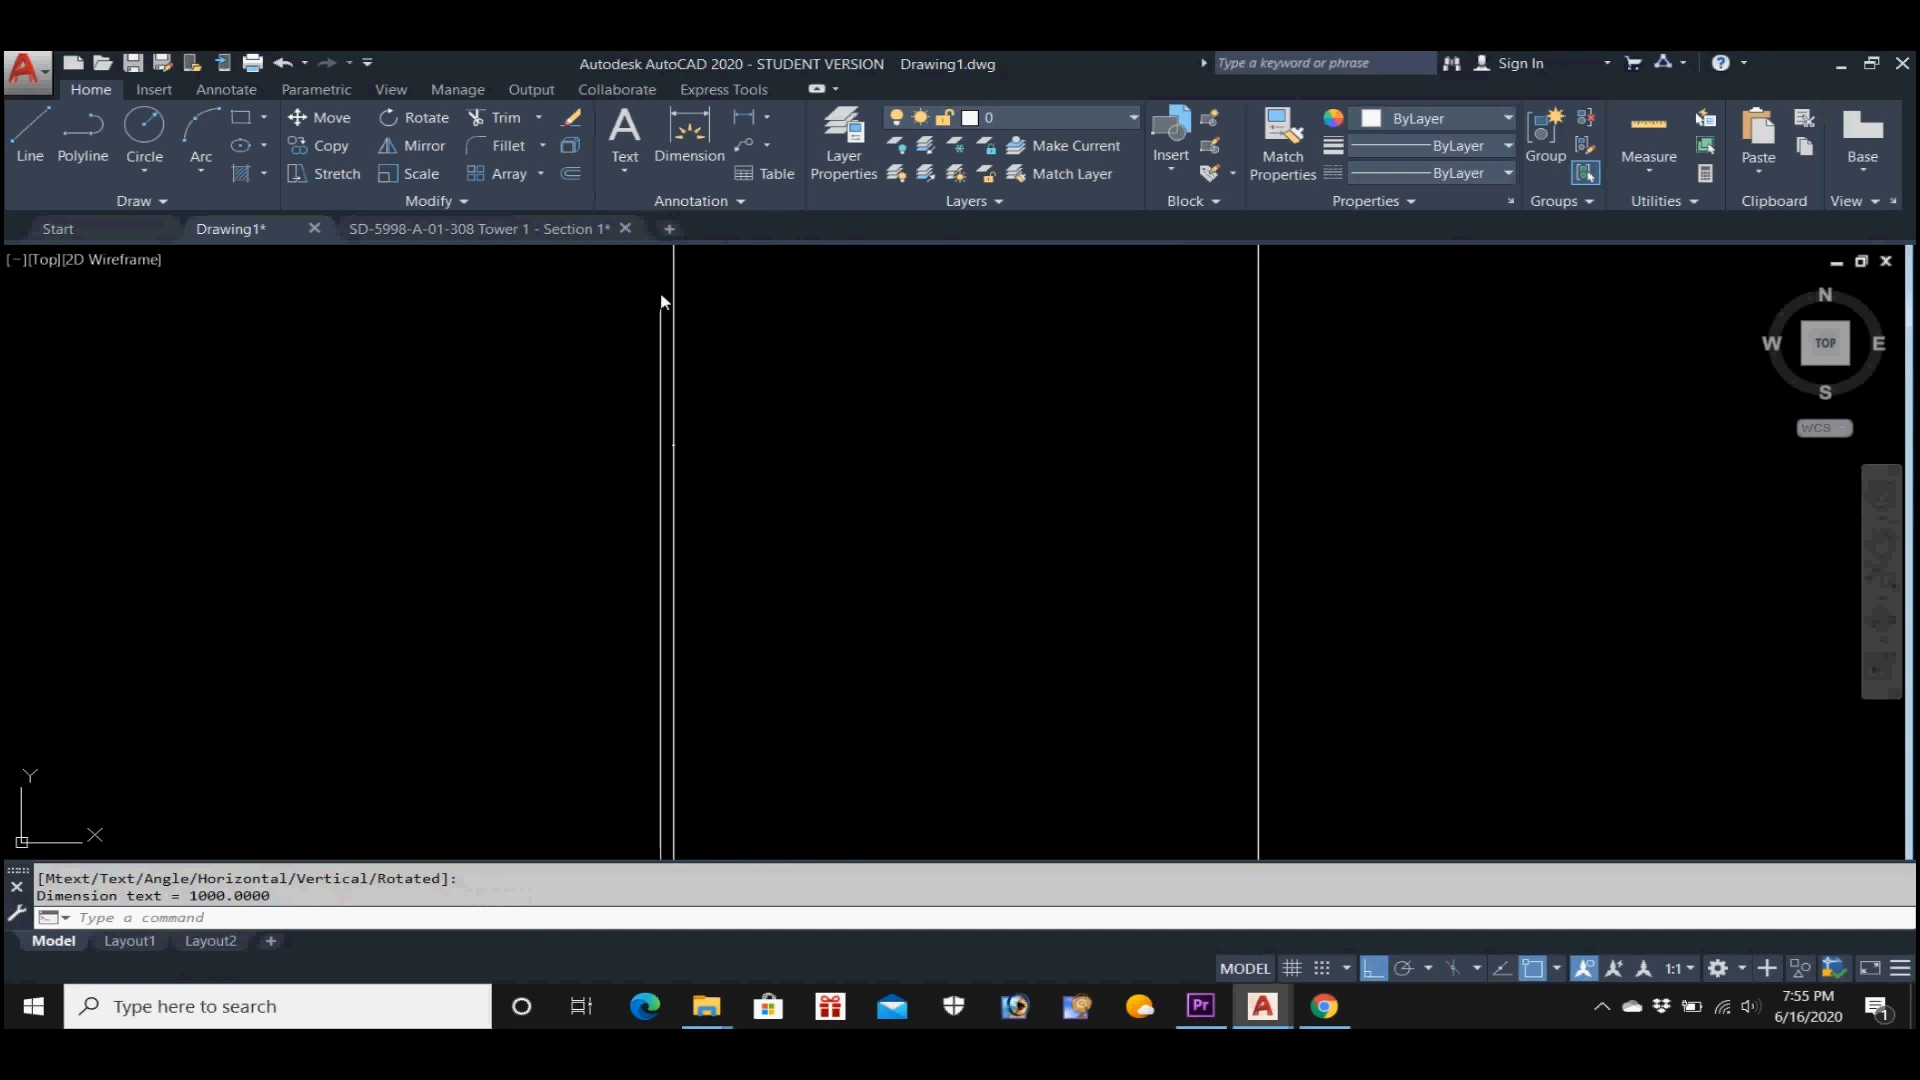 Autodesk AutoCAD 2020 - STUDENT VERSION Drawing1.dwg
Type a keyword or phrase
Sign In
Home Insert Annotate Parametric View Manage Output Collaborate Express Tools
Line Polyline Circle Arc
Move Rotate Trim
Copy Mirror Fillet
Stretch Scale Array
Text Dimension Table
Layer Properties
0
Make Current
Match Layer
Insert
Match Properties
ByLayer
ByLayer
ByLayer
Group
Measure
Paste
Base
Draw Modify Annotation Layers Block Properties Groups Utilities Clipboard View
Start Drawing1* SD-5998-A-01-308 Tower 1 - Section 1*
[−][Top][2D Wireframe]
N
W TOP E
S
WCS
Y
X
[Mtext/Text/Angle/Horizontal/Vertical/Rotated]:
Dimension text = 1000.0000
Type a command
Model Layout1 Layout2
MODEL 1:1
Type here to search
Pr
A
7:55 PM
6/16/2020
1